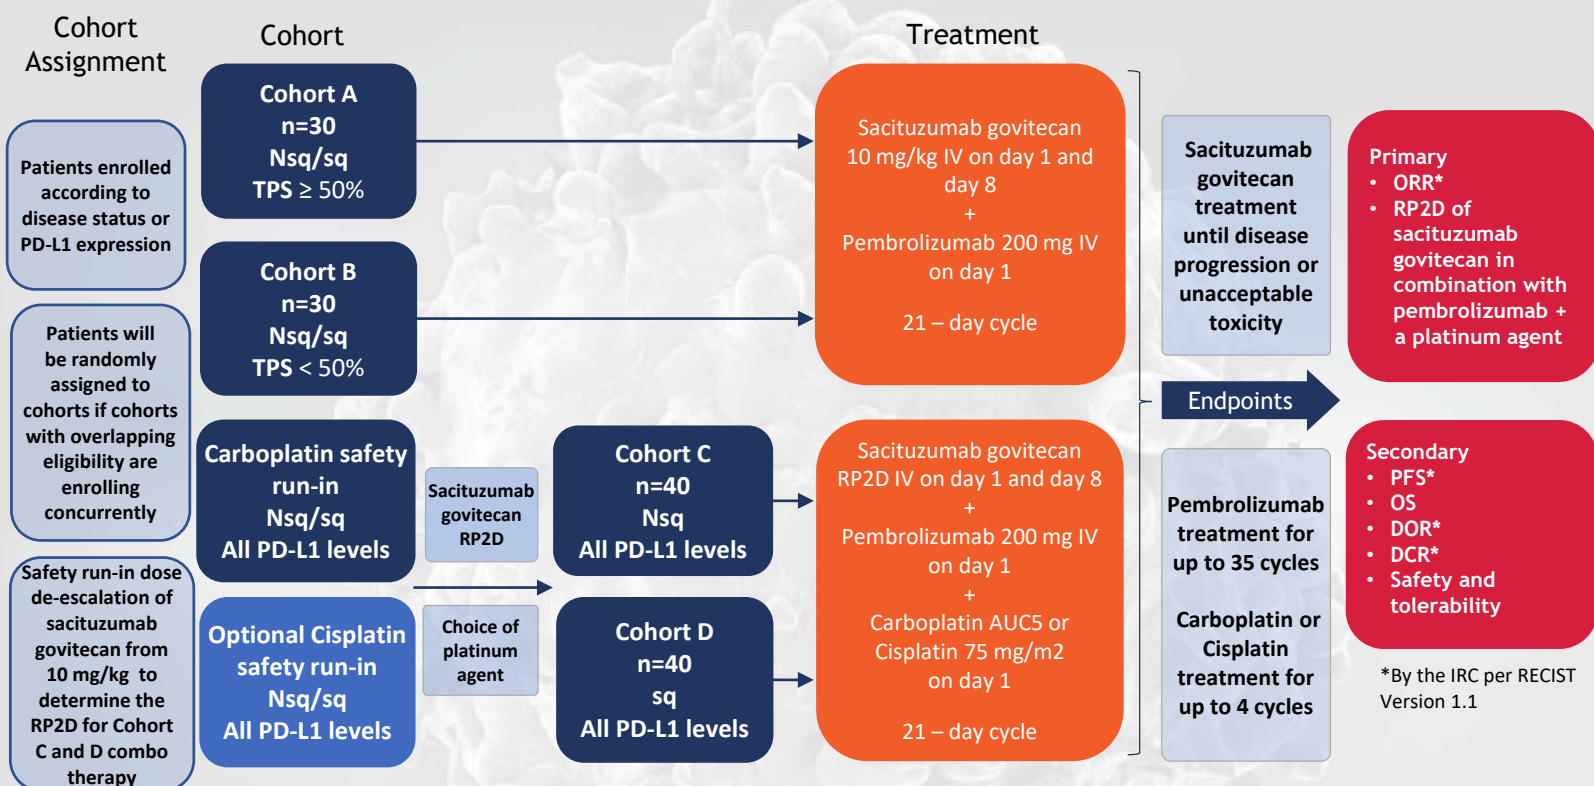 Cohort
Assignment
Patients enrolled
according to
disease status or
PD-L1 expression
Patients will
be randomly
assigned to
cohorts if cohorts
with overlapping
eligibility are
enrolling
concurrently
Safety run-in dose
de-escalation of
sacituzumab
govitecan from
10 mg/kg to
determine the
RP2D for Cohort
C and D combo
therapy
Cohort
Cohort A
n=30
Nsq/sq
TPS ≥ 50%
Cohort B
n=30
Nsq/sq
TPS < 50%
Carboplatin safety
run-in
Nsq/sq
All PD-L1 levels
Optional Cisplatin
safety run-in
Nsq/sq
All PD-L1 levels
Sacituzumab
govitecan
RP2D
Choice of
platinum
agent
Cohort C
n=40
Nsq
All PD-L1 levels
Cohort D
n=40
sq
All PD-L1 levels
Treatment
Sacituzumab govitecan
10 mg/kg IV on day 1 and
day 8
+
Pembrolizumab 200 mg IV
on day 1
21 – day cycle
Sacituzumab govitecan
RP2D IV on day 1 and day 8
+
Pembrolizumab 200 mg IV
on day 1
+
Carboplatin AUC5 or
Cisplatin 75 mg/m2
on day 1
21 – day cycle
Sacituzumab
govitecan
treatment
until disease
progression or
unacceptable
toxicity
Endpoints
Pembrolizumab
treatment for
up to 35 cycles
Carboplatin or
Cisplatin
treatment for
up to 4 cycles
Primary
• ORR*
• RP2D of
sacituzumab
govitecan in
combination with
pembrolizumab +
a platinum agent
Secondary
• PFS*
• OS
• DOR*
• DCR*
• Safety and
tolerability
*By the IRC per RECIST
Version 1.1